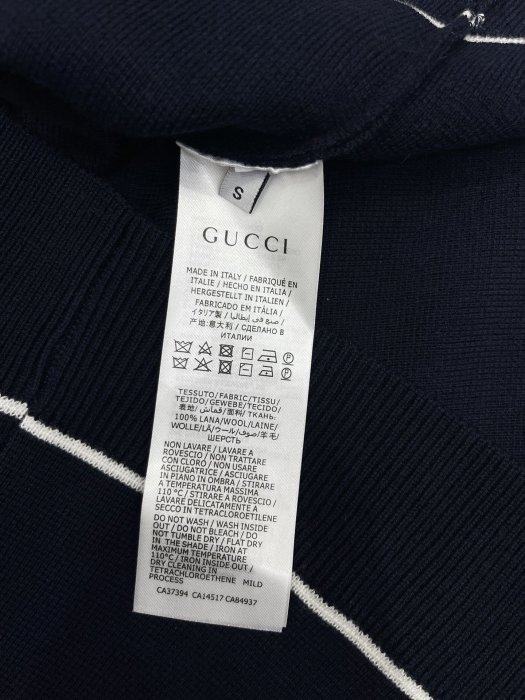 S
GUCCI
MADE IN ITALY / FABRIQUÉ EN
ITALIE / HECHO EN ITALIA /
HERGESTELLT IN ITALIEN /
FABRICADO EM ITÁLIA /
イタリア製 / صنع في إيطاليا /
产地:意大利 / СДЕЛАНО В
ИТАЛИИ
TESSUTO/FABRIC/TISSU/
TEJIDO/GEWEBE/TECIDO/
着地/قماش/面料/ТКАНЬ:
100% LANA/WOOL/LAINE/
WOLLE/LÃ/ウール/صوف/羊毛/
ШЕРСТЬ
NON LAVARE / LAVARE A
ROVESCIO / NON TRATTARE
CON CLORO / NON USARE
ASCIUGATRICE / ASCIUGARE
IN PIANO IN OMBRA / STIRARE
A TEMPERATURA MASSIMA
110 °C / STIRARE A ROVESCIO /
LAVARE DELICATAMENTE A
SECCO IN TETRACLOROETILENE
DO NOT WASH / WASH INSIDE
OUT / DO NOT BLEACH / DO
NOT TUMBLE DRY / FLAT DRY
IN THE SHADE / IRON AT
MAXIMUM TEMPERATURE
110°C / IRON INSIDE OUT /
DRY CLEANING IN
TETRACHLOROETHENE MILD
PROCESS
CA37394 CA14517 CA84937